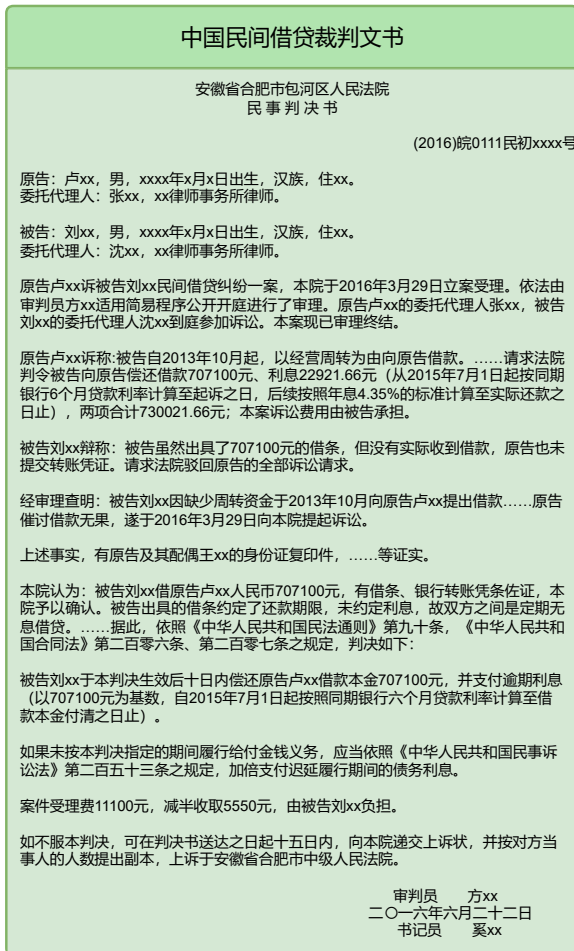 中国民间借贷裁判文书
安徽省合肥市包河区人民法院
民 事 判 决 书
(2016)皖0111民初xxxx号
原告：卢xx，男，xxxx年x月x日出生，汉族，住xx。
委托代理人：张xx，xx律师事务所律师。
被告：刘xx，男，xxxx年x月x日出生，汉族，住xx。
委托代理人：沈xx，xx律师事务所律师。
原告卢xx诉被告刘xx民间借贷纠纷一案，本院于2016年3月29日立案受理。依法由
审判员方xx适用简易程序公开开庭进行了审理。原告卢xx的委托代理人张xx，被告
刘xx的委托代理人沈xx到庭参加诉讼。本案现已审理终结。
原告卢xx诉称:被告自2013年10月起，以经营周转为由向原告借款。……请求法院
判令被告向原告偿还借款707100元、利息22921.66元（从2015年7月1日起按同期
银行6个月贷款利率计算至起诉之日，后续按照年息4.35%的标准计算至实际还款之
日止），两项合计730021.66元；本案诉讼费用由被告承担。
被告刘xx辩称：被告虽然出具了707100元的借条，但没有实际收到借款，原告也未
提交转账凭证。请求法院驳回原告的全部诉讼请求。
经审理查明：被告刘xx因缺少周转资金于2013年10月向原告卢xx提出借款……原告
催讨借款无果，遂于2016年3月29日向本院提起诉讼。
上述事实，有原告及其配偶王xx的身份证复印件，……等证实。
本院认为：被告刘xx借原告卢xx人民币707100元，有借条、银行转账凭条佐证，本
院予以确认。被告出具的借条约定了还款期限，未约定利息，故双方之间是定期无
息借贷。……据此，依照《中华人民共和国民法通则》第九十条，《中华人民共和
国合同法》第二百零六条、第二百零七条之规定，判决如下：
被告刘xx于本判决生效后十日内偿还原告卢xx借款本金707100元，并支付逾期利息
（以707100元为基数，自2015年7月1日起按照同期银行六个月贷款利率计算至借
款本金付清之日止）。
如果未按本判决指定的期间履行给付金钱义务，应当依照《中华人民共和国民事诉
讼法》第二百五十三条之规定，加倍支付迟延履行期间的债务利息。
案件受理费11100元，减半收取5550元，由被告刘xx负担。
如不服本判决，可在判决书送达之日起十五日内，向本院递交上诉状，并按对方当
事人的人数提出副本，上诉于安徽省合肥市中级人民法院。
审判员 方xx
二〇一六年六月二十二日
书记员 奚xx